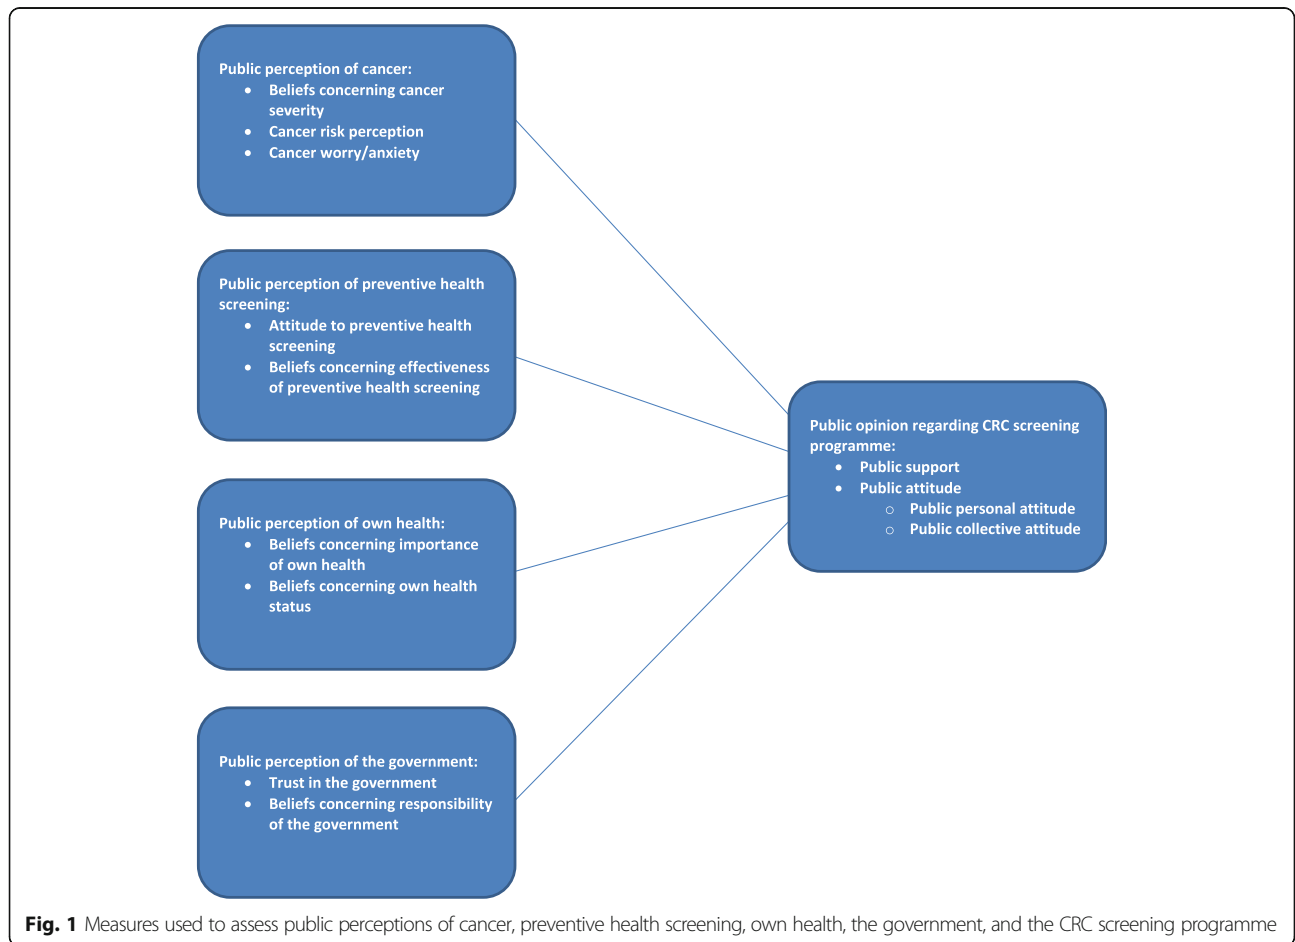 Public perception of cancer:
• Beliefs concerning cancer
severity
• Cancer risk perception
• Cancer worry/anxiety
Public perception of preventive health
screening:
• Attitude to preventive health
screening
• Beliefs concerning effectiveness
of preventive health screening
Public perception of own health:
• Beliefs concerning importance
of own health
• Beliefs concerning own health
status
Public perception of the government:
• Trust in the government
• Beliefs concerning responsibility
of the government
Public opinion regarding CRC screening
programme:
• Public support
• Public attitude
○ Public personal attitude
○ Public collective attitude
Fig. 1 Measures used to assess public perceptions of cancer, preventive health screening, own health, the government, and the CRC screening programme